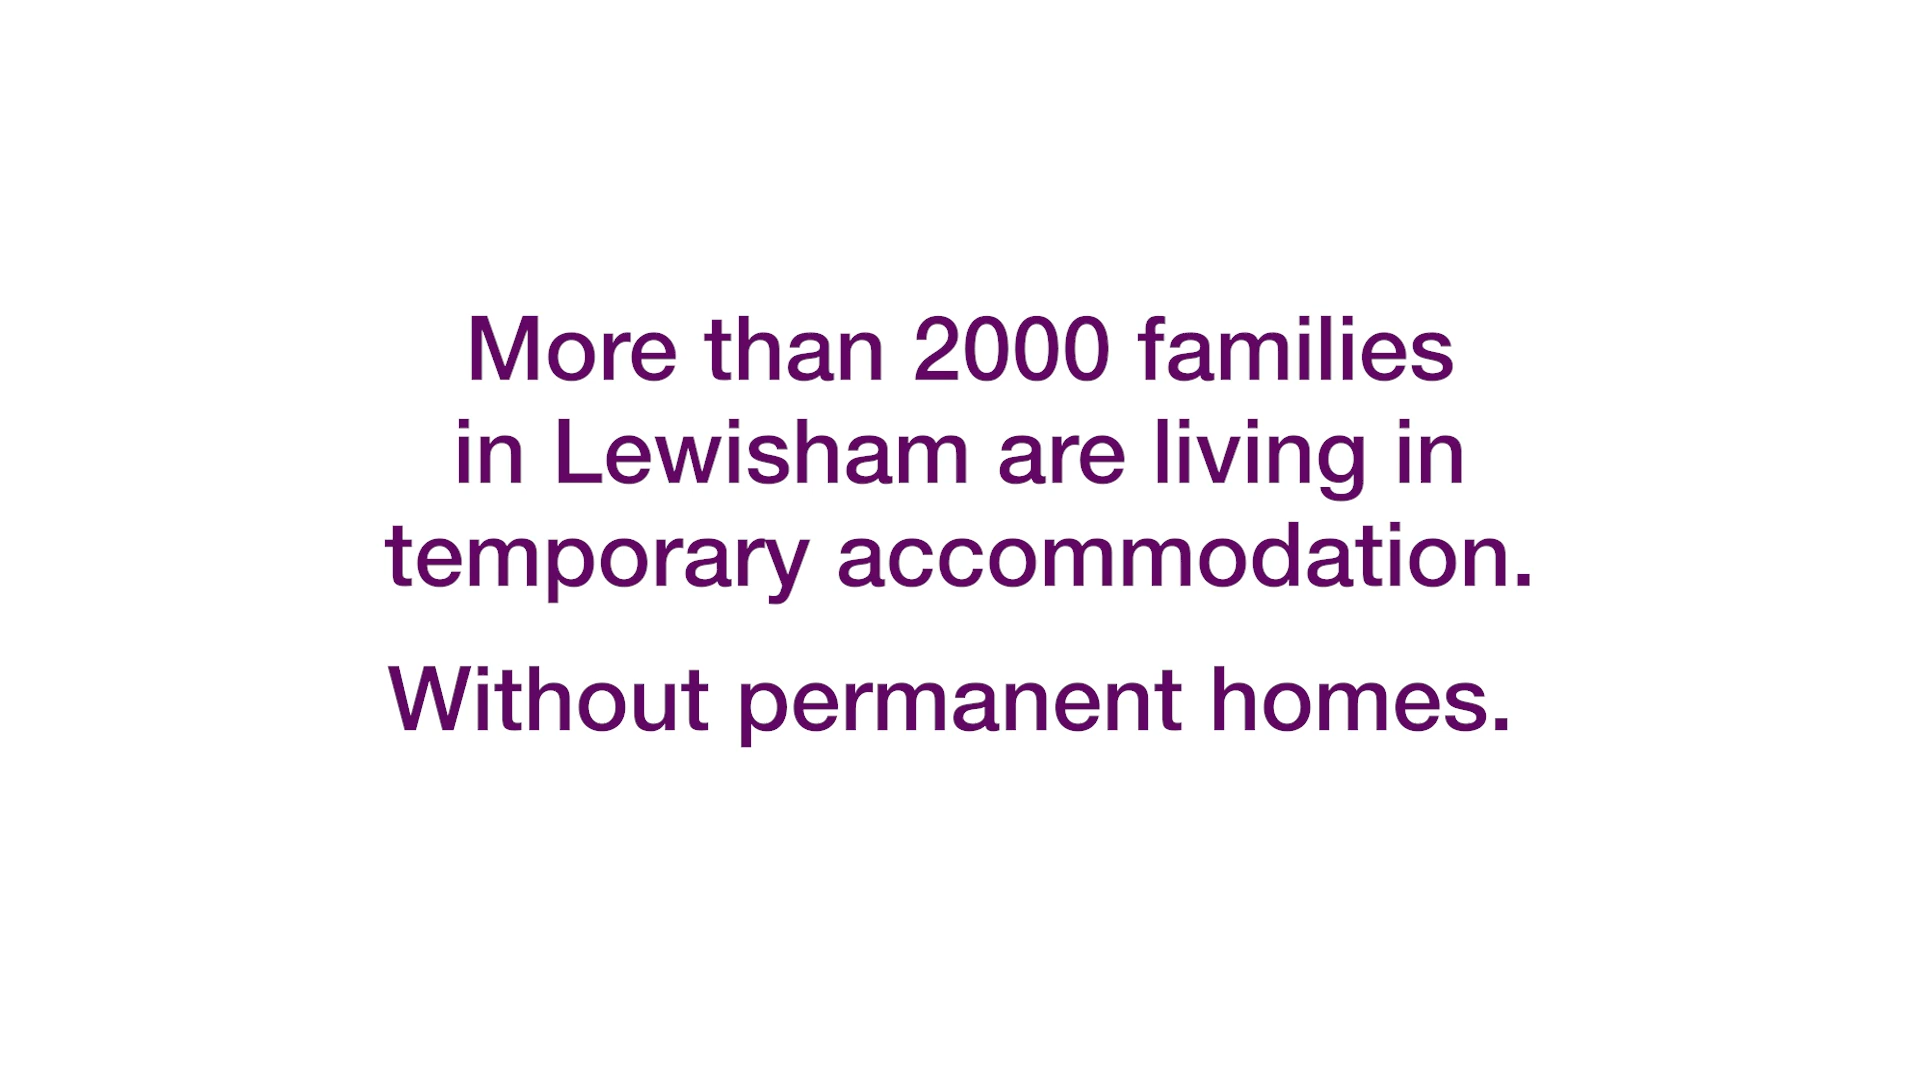 More than 2000 families
in Lewisham are living in
temporary accommodation.
Without permanent homes.